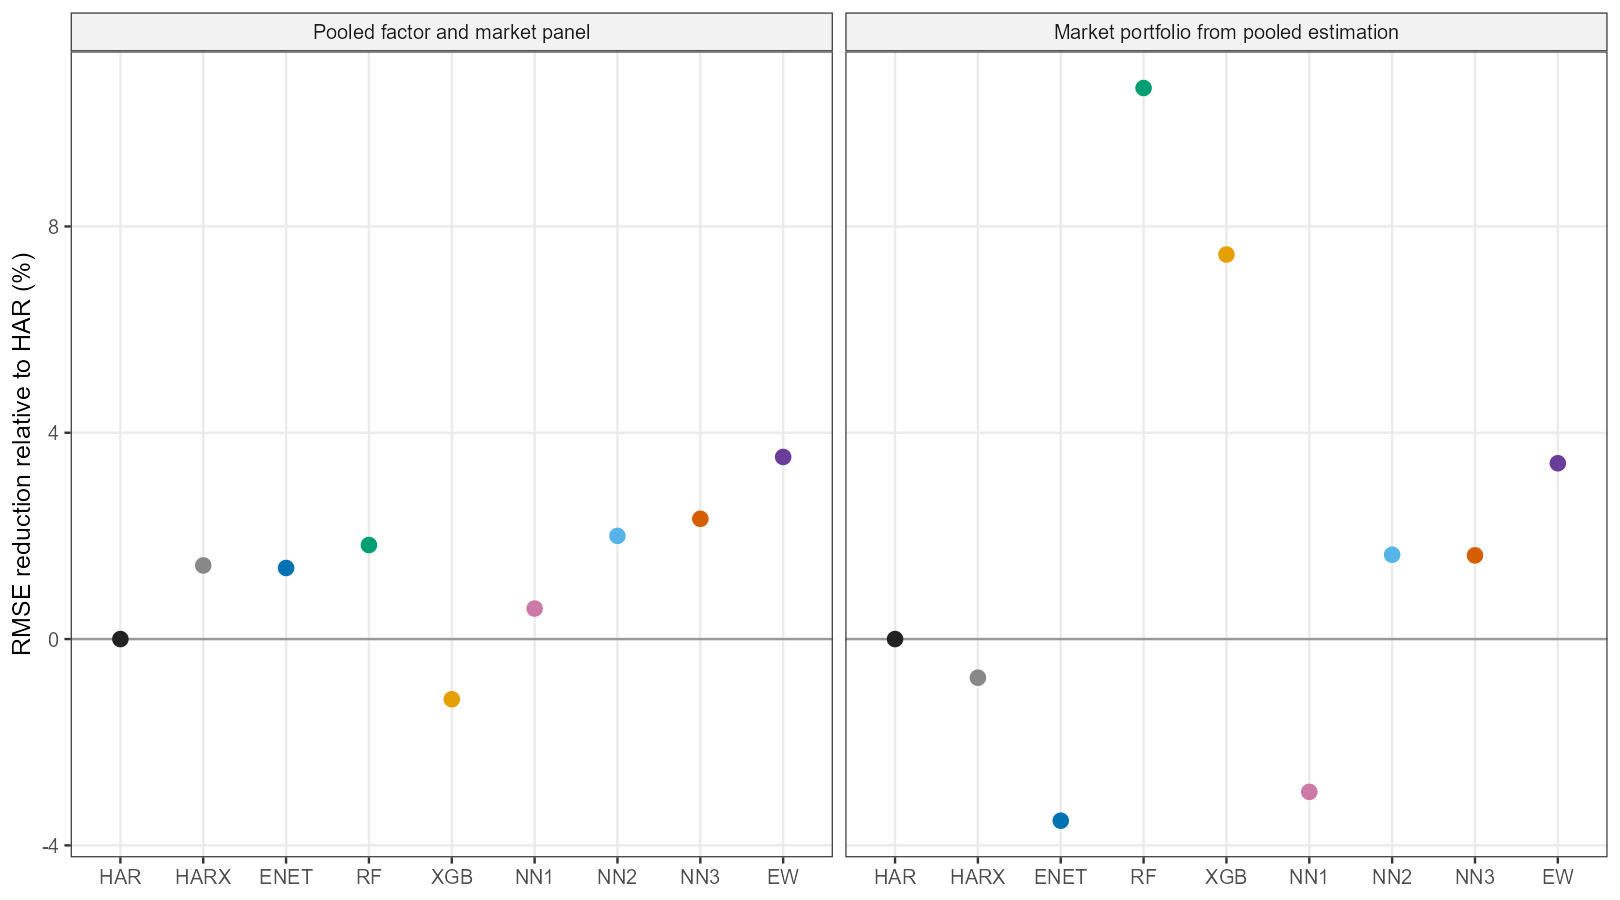 Pooled factor and market panel
Market portfolio from pooled estimation
RMSE reduction relative to HAR (%)
8
4
0
-4
HAR HARX ENET RF XGB NN1 NN2 NN3 EW
HAR HARX ENET RF XGB NN1 NN2 NN3 EW